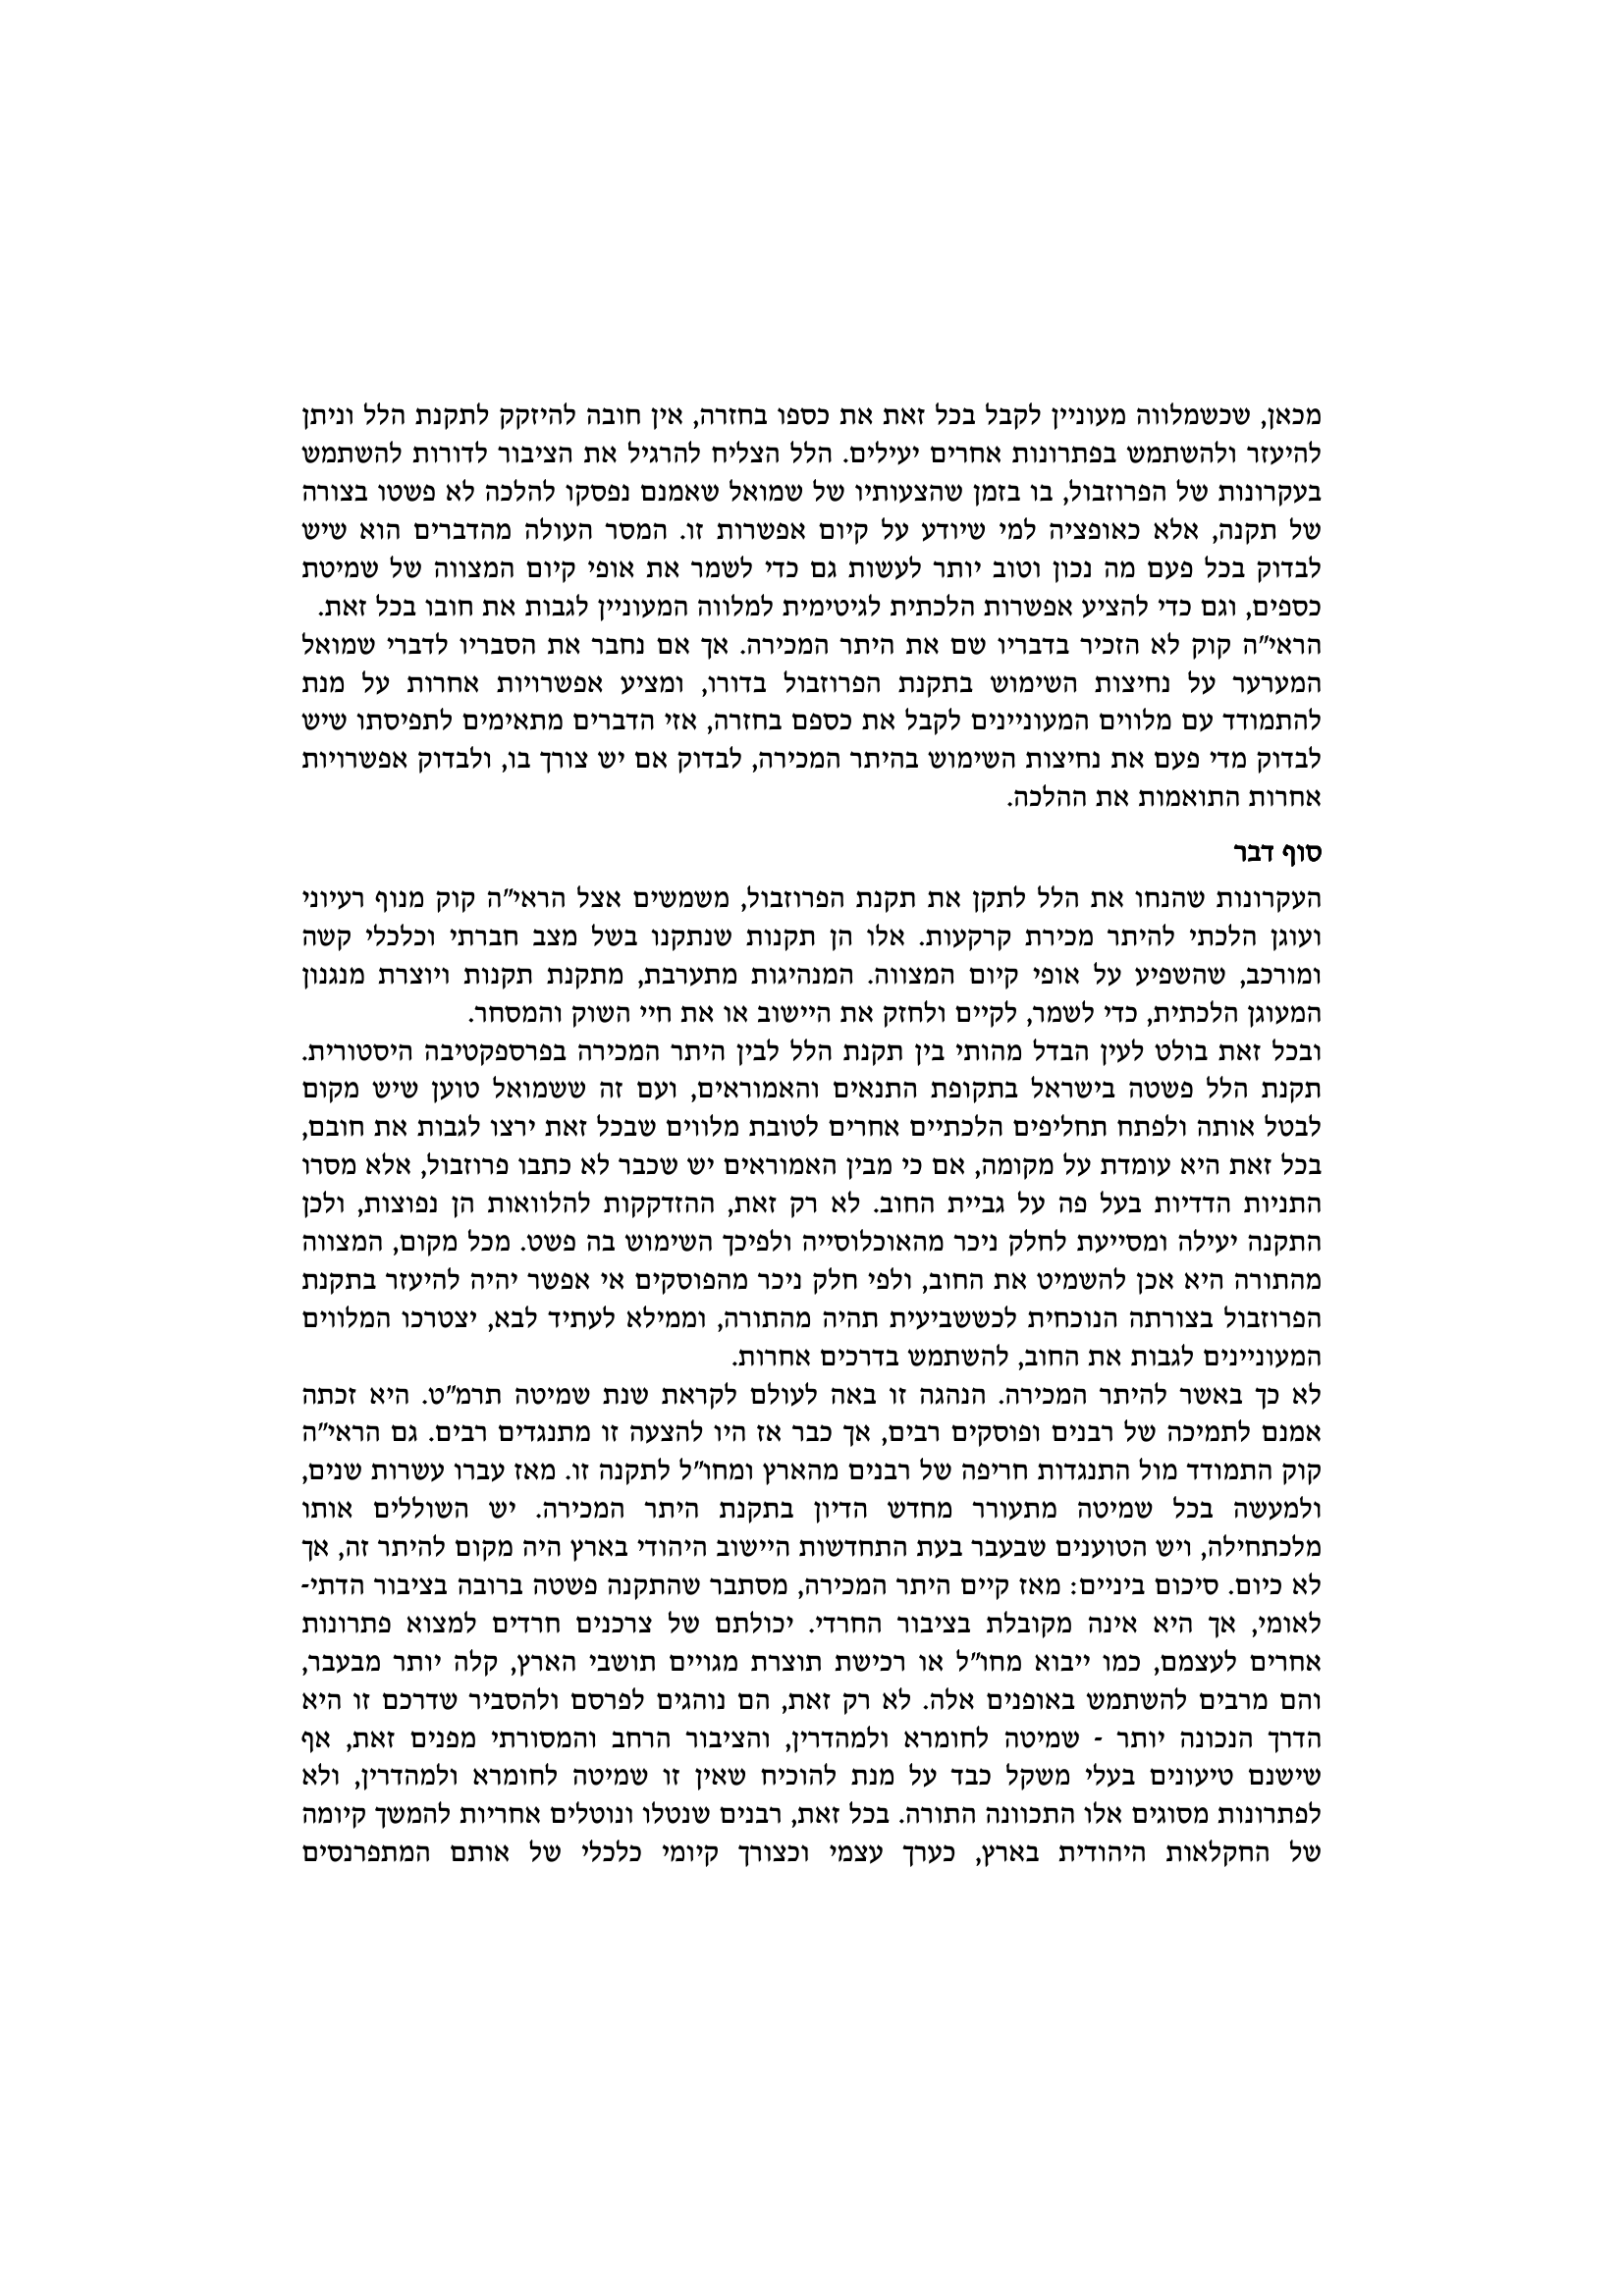 מכאן, שכשמלווה מעוניין לקבל בכל זאת את כספו בחזרה, אין חובה להיזקק לתקנת הלל וניתן
להיעזר ולהשתמש בפתרונות אחרים יעילים. הלל הצליח להרגיל את הציבור לדורות להשתמש
בעקרונות של הפרוזבול, בו בזמן שהצעותיו של שמואל שאמנם נפסקו להלכה לא פשטו בצורה
של תקנה, אלא כאופציה למי שיודע על קיום אפשרות זו. המסר העולה מהדברים הוא שיש
לבדוק בכל פעם מה נכון וטוב יותר לעשות גם כדי לשמר את אופי קיום המצווה של שמיטת
כספים, וגם כדי להציע אפשרות הלכתית לגיטימית למלווה המעוניין לגבות את חובו בכל זאת.
הראי"ה קוק לא הזכיר בדבריו שם את היתר המכירה. אך אם נחבר את הסבריו לדברי שמואל
המערער על נחיצות השימוש בתקנת הפרוזבול בדורו, ומציע אפשרויות אחרות על מנת
להתמודד עם מלווים המעוניינים לקבל את כספם בחזרה, אזי הדברים מתאימים לתפיסתו שיש
לבדוק מדי פעם את נחיצות השימוש בהיתר המכירה, לבדוק אם יש צורך בו, ולבדוק אפשרויות
אחרות התואמות את ההלכה.
סוף דבר
העקרונות שהנחו את הלל לתקן את תקנת הפרוזבול, משמשים אצל הראי"ה קוק מנוף רעיוני
ועוגן הלכתי להיתר מכירת קרקעות. אלו הן תקנות שנתקנו בשל מצב חברתי וכלכלי קשה
ומורכב, שהשפיע על אופי קיום המצווה. המנהיגות מתערבת, מתקנת תקנות ויוצרת מנגנון
המעוגן הלכתית, כדי לשמר, לקיים ולחזק את היישוב או את חיי השוק והמסחר.
ובכל זאת בולט לעין הבדל מהותי בין תקנת הלל לבין היתר המכירה בפרספקטיבה היסטורית.
תקנת הלל פשטה בישראל בתקופת התנאים והאמוראים, ועם זה ששמואל טוען שיש מקום
לבטל אותה ולפתח תחליפים הלכתיים אחרים לטובת מלווים שבכל זאת ירצו לגבות את חובם,
בכל זאת היא עומדת על מקומה, אם כי מבין האמוראים יש שכבר לא כתבו פרוזבול, אלא מסרו
התניות הדדיות בעל פה על גביית החוב. לא רק זאת, ההזדקקות להלוואות הן נפוצות, ולכן
התקנה יעילה ומסייעת לחלק ניכר מהאוכלוסייה ולפיכך השימוש בה פשט. מכל מקום, המצווה
מהתורה היא אכן להשמיט את החוב, ולפי חלק ניכר מהפוסקים אי אפשר יהיה להיעזר בתקנת
הפרוזבול בצורתה הנוכחית לכששביעית תהיה מהתורה, וממילא לעתיד לבא, יצטרכו המלווים
המעוניינים לגבות את החוב, להשתמש בדרכים אחרות.
לא כך באשר להיתר המכירה. הנהגה זו באה לעולם לקראת שנת שמיטה תרמ"ט. היא זכתה
אמנם לתמיכה של רבנים ופוסקים רבים, אך כבר אז היו להצעה זו מתנגדים רבים. גם הראי"ה
קוק התמודד מול התנגדות חריפה של רבנים מהארץ ומחו"ל לתקנה זו. מאז עברו עשרות שנים,
ולמעשה בכל שמיטה מתעורר מחדש הדיון בתקנת היתר המכירה. יש השוללים אותו
מלכתחילה, ויש הטוענים שבעבר בעת התחדשות היישוב היהודי בארץ היה מקום להיתר זה, אך
לא כיום. סיכום ביניים: מאז קיים היתר המכירה, מסתבר שהתקנה פשטה ברובה בציבור הדתי-
לאומי, אך היא אינה מקובלת בציבור החרדי. יכולתם של צרכנים חרדים למצוא פתרונות
אחרים לעצמם, כמו ייבוא מחו"ל או רכישת תוצרת מגויים תושבי הארץ, קלה יותר מבעבר,
והם מרבים להשתמש באופנים אלה. לא רק זאת, הם נוהגים לפרסם ולהסביר שדרכם זו היא
הדרך הנכונה יותר - שמיטה לחומרא ולמהדרין, והציבור הרחב והמסורתי מפנים זאת, אף
שישנם טיעונים בעלי משקל כבד על מנת להוכיח שאין זו שמיטה לחומרא ולמהדרין, ולא
לפתרונות מסוגים אלו התכוונה התורה. בכל זאת, רבנים שנטלו ונוטלים אחריות להמשך קיומה
של החקלאות היהודית בארץ, כערך עצמי וכצורך קיומי כלכלי של אותם המתפרנסים